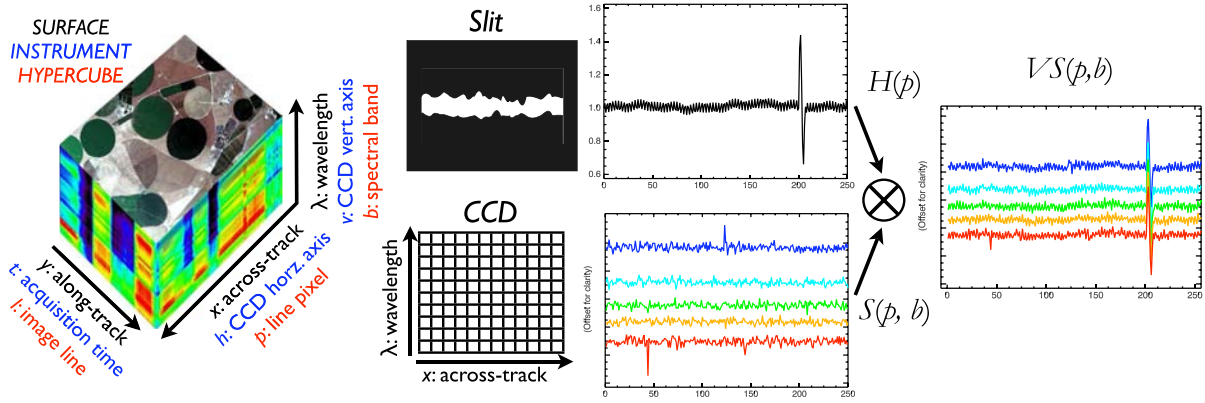 SURFACE
INSTRUMENT
HYPERCUBE
λ: wavelength
v: CCD vert. axis
b: spectral band
y: along-track
t: acquisition time
l: image line
x: across-track
h: CCD horz. axis
p: line pixel
Slit
CCD
λ: wavelength
x: across-track
1.6
1.4
1.2
1.0
0.8
0.6
0 50 100 150 200 250
(Offset for clarity)
0 50 100 150 200 250
H(p)
S(p, b)
VS(p,b)
(Offset for clarity)
0 50 100 150 200 250